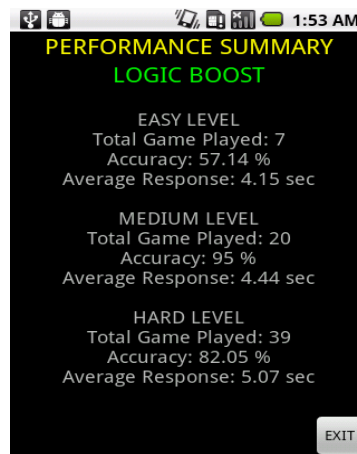 1:53 AM
PERFORMANCE SUMMARY
LOGIC BOOST
EASY LEVEL
Total Game Played: 7
Accuracy: 57.14 %
Average Response: 4.15 sec
MEDIUM LEVEL
Total Game Played: 20
Accuracy: 95 %
Average Response: 4.44 sec
HARD LEVEL
Total Game Played: 39
Accuracy: 82.05 %
Average Response: 5.07 sec
EXIT